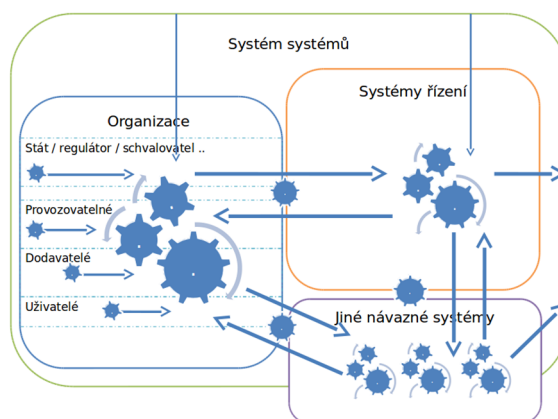 Systém systémů
Systémy řízení
Organizace
Stát / regulátor / schvalovatel ..
Provozovatelné
Dodavatelé
Uživatelé
Jiné návazné systémy